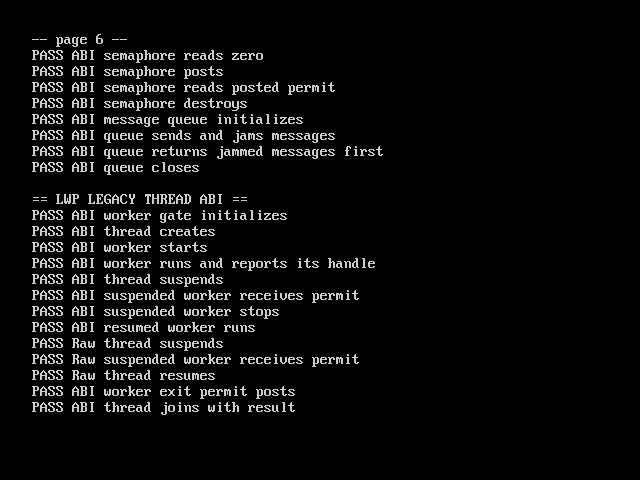 -- page 6 --
PASS ABI semaphore reads zero
PASS ABI semaphore posts
PASS ABI semaphore reads posted permit
PASS ABI semaphore destroys
PASS ABI message queue initializes
PASS ABI queue sends and jams messages
PASS ABI queue returns jammed messages first
PASS ABI queue closes
== LWP LEGACY THREAD ABI ==
PASS ABI worker gate initializes
PASS ABI thread creates
PASS ABI worker starts
PASS ABI worker runs and reports its handle
PASS ABI thread suspends
PASS ABI suspended worker receives permit
PASS ABI suspended worker stops
PASS ABI resumed worker runs
PASS Raw thread suspends
PASS Raw suspended worker receives permit
PASS Raw thread resumes
PASS ABI worker exit permit posts
PASS ABI thread joins with result